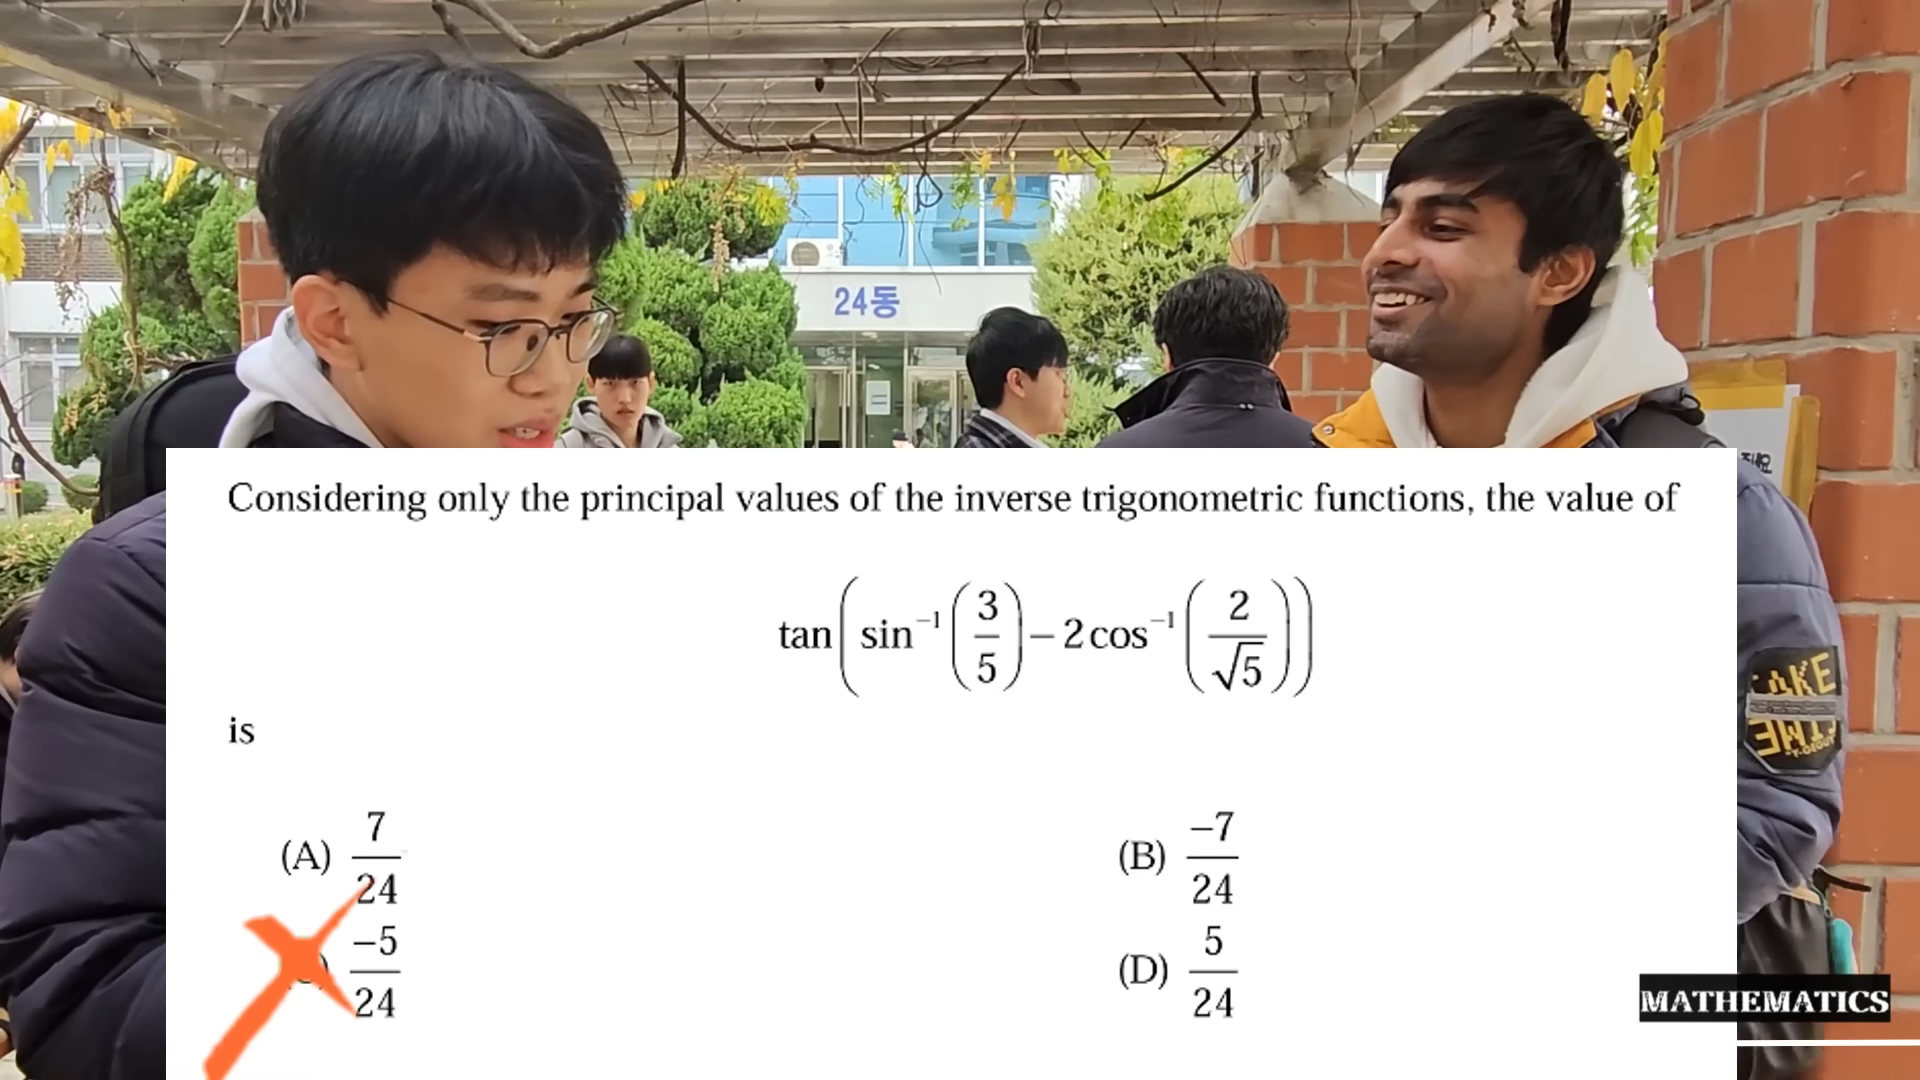 24동
Considering only the principal values of the inverse trigonometric functions, the value of
tan(sin⁻¹(3/5) – 2cos⁻¹(2/√5))
is
(A) 7/24
(B) –7/24
–5/24
(D) 5/24
MATHEMATICS